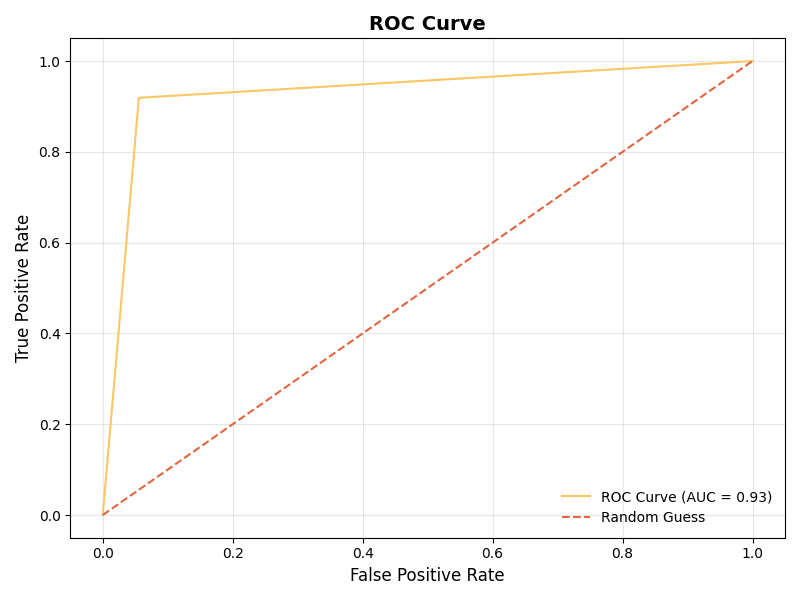 ROC Curve
1.0
0.8
0.6
0.4
0.2
0.0
True Positive Rate
ROC Curve (AUC = 0.93)
Random Guess
0.0 0.2 0.4 0.6 0.8 1.0
False Positive Rate